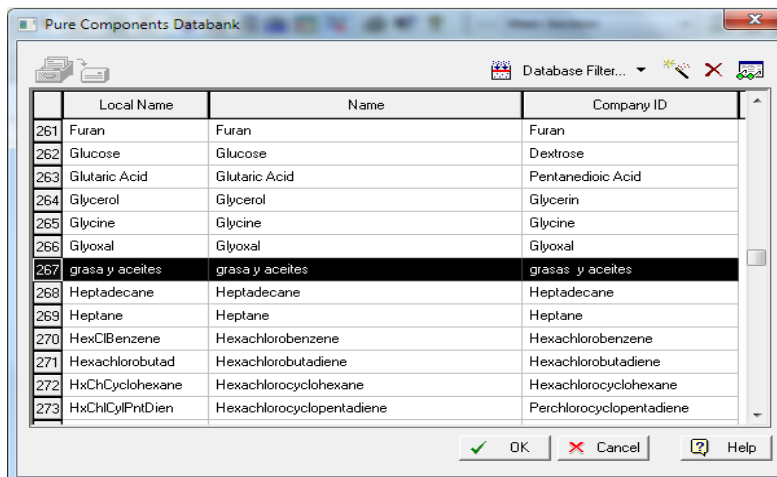 Pure Components Databank
Database Filter...
Local Name Name Company ID
261 Furan Furan Furan
262 Glucose Glucose Dextrose
263 Glutaric Acid Glutaric Acid Pentanedioic Acid
264 Glycerol Glycerol Glycerin
265 Glycine Glycine Glycine
266 Glyoxal Glyoxal Glyoxal
267 grasa y aceites grasa y aceites grasas y aceites
268 Heptadecane Heptadecane Heptadecane
269 Heptane Heptane Heptane
270 HexClBenzene Hexachlorobenzene Hexachlorobenzene
271 Hexachlorobutad Hexachlorobutadiene Hexachlorobutadiene
272 HxChCyclohexane Hexachlorocyclohexane Hexachlorocyclohexane
273 HxChlCylPntDien Hexachlorocyclopentadiene Perchlorocyclopentadiene
OK Cancel Help